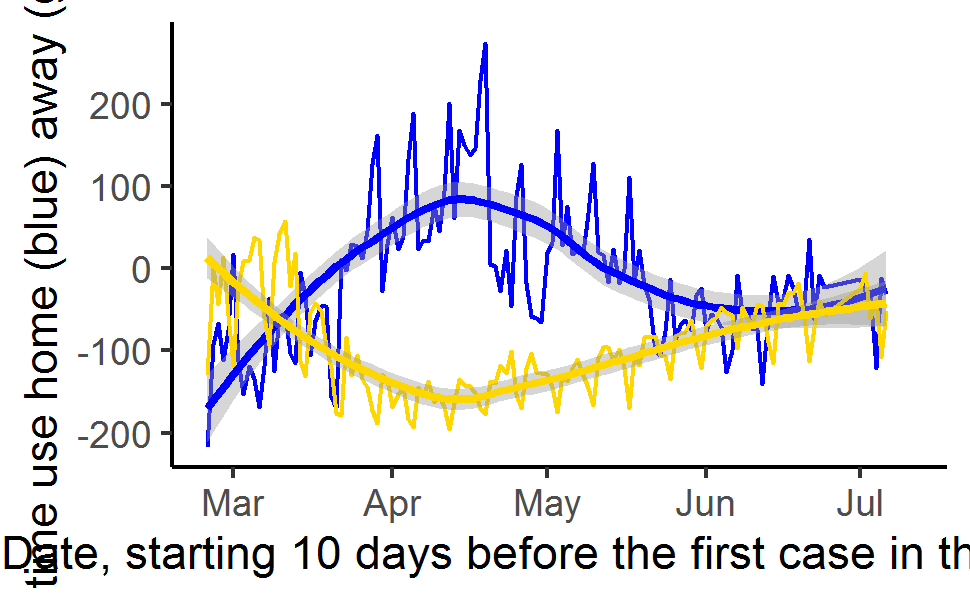 time use home (blue) away (
200
100
0
-100
-200
Mar Apr May Jun Jul
Date, starting 10 days before the first case in th